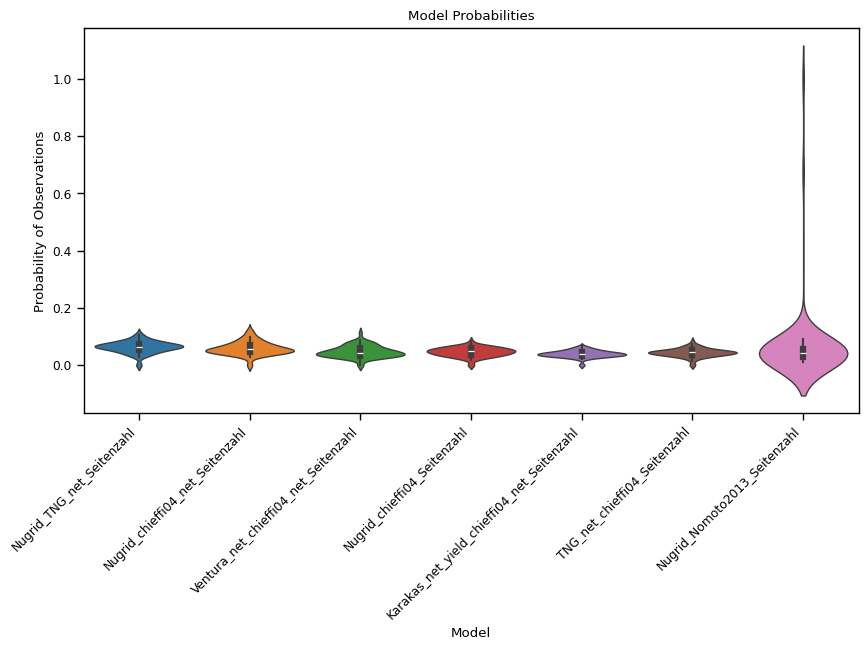 Model Probabilities
Probability of Observations
1.0
0.8
0.6
0.4
0.2
0.0
Nugrid_TNG_net_Seitenzahl
Nugrid_chieffi04_net_Seitenzahl
Ventura_net_chieffi04_net_Seitenzahl
Nugrid_chieffi04_Seitenzahl
Karakas_net_yield_chieffi04_net_Seitenzahl
TNG_net_chieffi04_Seitenzahl
Nugrid_Nomoto2013_Seitenzahl
Model